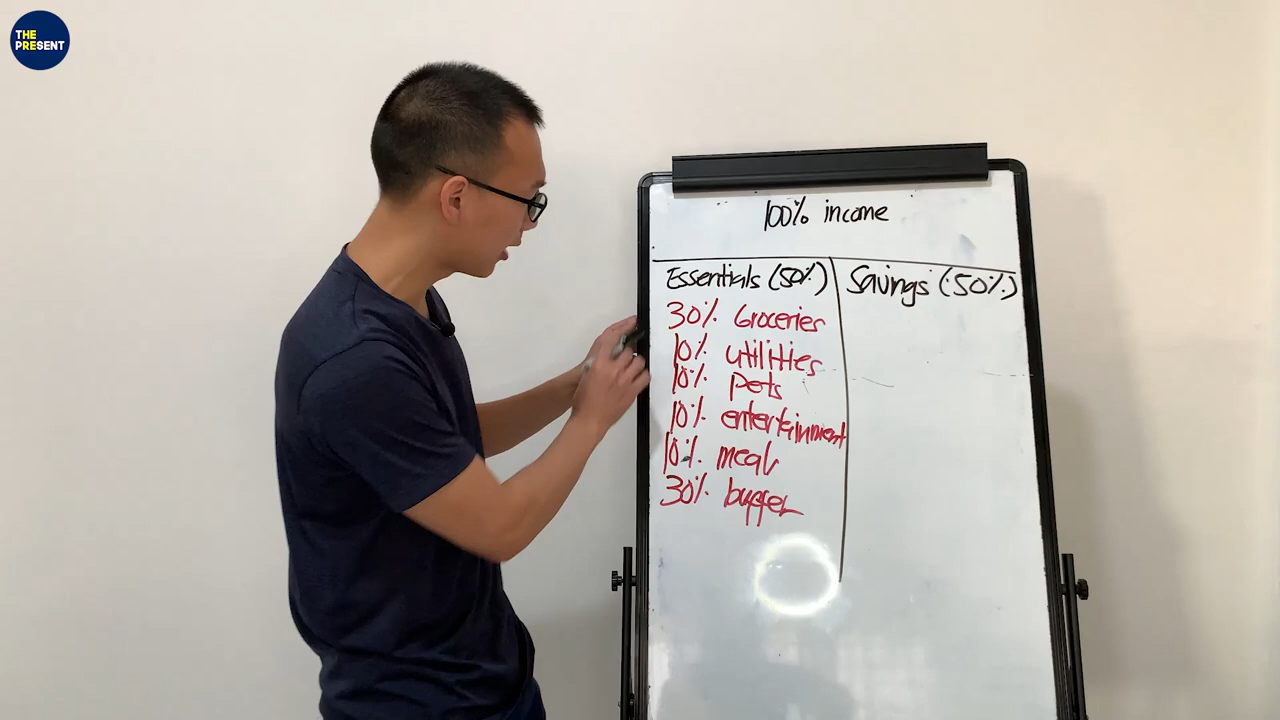 THE
PRESENT
100% income
Essentials (50%)
Savings (50%)
30% Groceries
10% utilities
10% pets
10% entertainment
10% meal
30% buffer